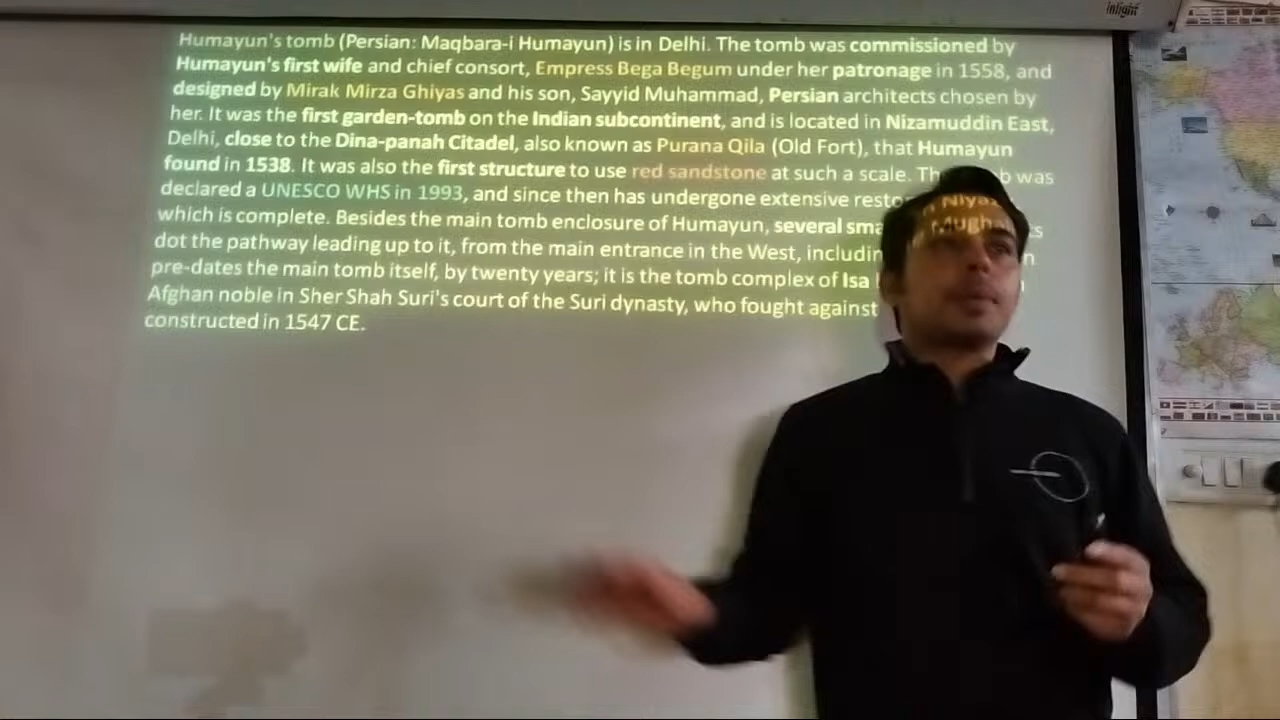 inlight
Humayun's tomb (Persian: Maqbara-i Humayun) is in Delhi. The tomb was commissioned by
Humayun's first wife and chief consort, Empress Bega Begum under her patronage in 1558, and
designed by Mirak Mirza Ghiyas and his son, Sayyid Muhammad, Persian architects chosen by
her. It was the first garden-tomb on the Indian subcontinent, and is located in Nizamuddin East,
Delhi, close to the Dina-panah Citadel, also known as Purana Qila (Old Fort), that Humayun
found in 1538. It was also the first structure to use red sandstone at such a scale. The was
declared a UNESCO WHS in 1993, and since then has undergone extensive
which is complete. Besides the main tomb enclosure of Humayun, several
dot the pathway leading up to it, from the main entrance in the West,
pre-dates the main tomb itself, by twenty years; it is the tomb complex of Isa
Afghan noble in Sher Shah Suri's court of the Suri dynasty, who fought against
constructed in 1547 CE.